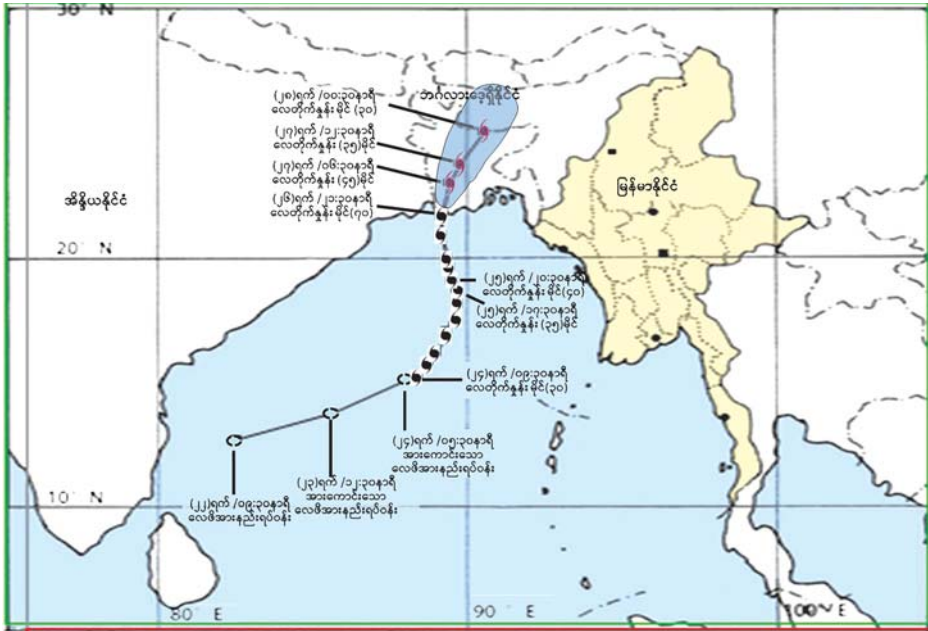 30° N
(၂၈)ရက် /၀၀:၃၀နာရီ
လေတိုက်နှုန်း မိုင် (၃၀)
ဘင်္ဂလားဒေ့ရှ်နိုင်ငံ
(၂၇)ရက် /၁၂:၃၀နာရီ
လေတိုက်နှုန်း (၃၅)မိုင်
(၂၇)ရက် /၀၆:၃၀နာရီ
လေတိုက်နှုန်း (၄၅)မိုင်
(၂၆)ရက် /၂၁:၃၀နာရီ
လေတိုက်နှုန်း မိုင်(၇၀)
အိန္ဒိယနိုင်ငံ
မြန်မာနိုင်ငံ
20° N
(၂၅)ရက် /၂၀:၃၀နာရီ
လေတိုက်နှုန်း မိုင်(၄၀)
(၂၅)ရက် /၁၇:၃၀နာရီ
လေတိုက်နှုန်း (၃၅)မိုင်
(၂၄)ရက် /၀၉:၃၀နာရီ
လေတိုက်နှုန်း မိုင်(၃၀)
(၂၄)ရက် /၀၅:၃၀နာရီ
အားကောင်းသော
လေဖိအားနည်းရပ်ဝန်း
(၂၃)ရက် /၁၂:၃၀နာရီ
အားကောင်းသော
လေဖိအားနည်းရပ်ဝန်း
(၂၂)ရက် /၀၉:၃၀နာရီ
လေဖိအားနည်းရပ်ဝန်း
10° N
80° E
90° E
100° E